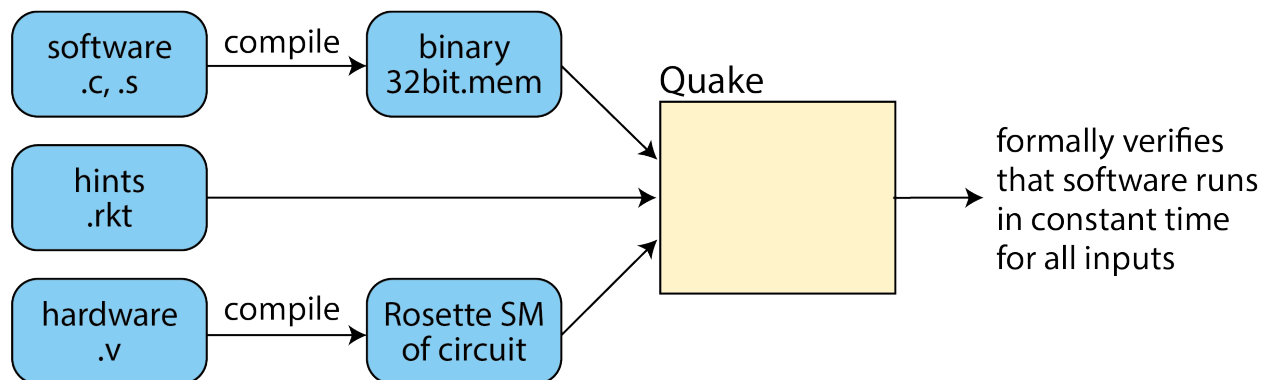 software
.c, .s
compile
binary
32bit.mem
Quake
hints
.rkt
formally verifies
that software runs
in constant time
for all inputs
hardware
.v
compile
Rosette SM
of circuit